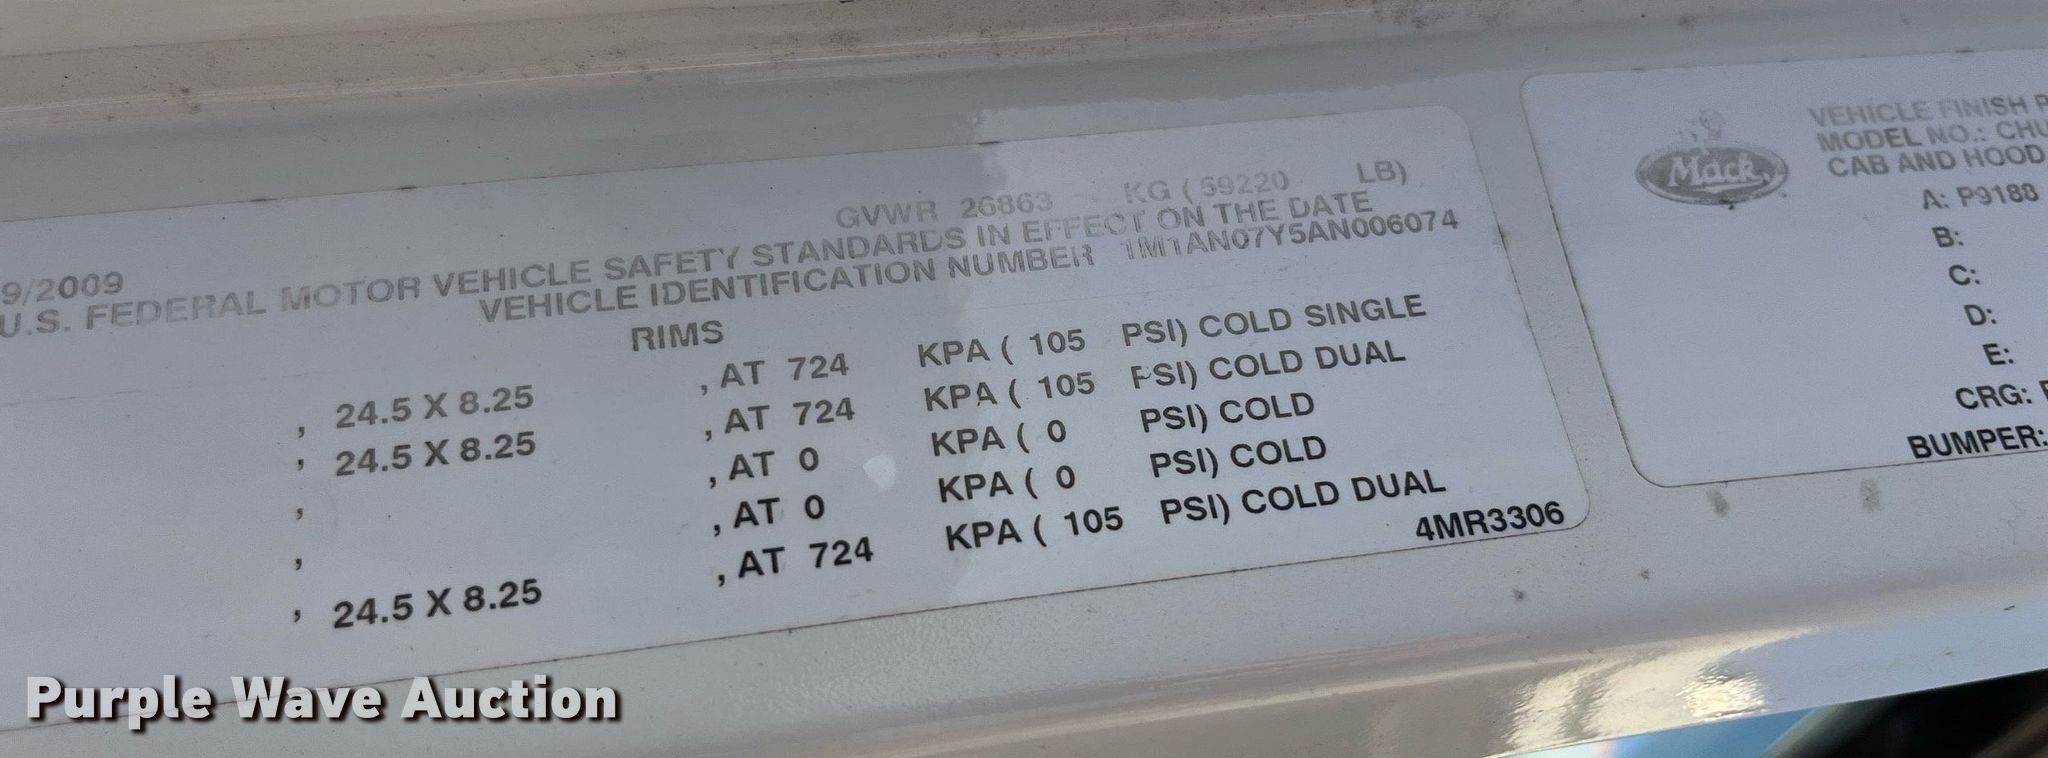 GVWR 26863 KG ( 59220 LB)
9/2009
U.S. FEDERAL MOTOR VEHICLE SAFETY STANDARDS IN EFFECT ON THE DATE
VEHICLE IDENTIFICATION NUMBER 1M1AN07Y5AN006074
RIMS
, 24.5 X 8.25 , AT 724 KPA ( 105 PSI) COLD SINGLE
, 24.5 X 8.25 , AT 724 KPA ( 105 PSI) COLD DUAL
, , AT 0 KPA ( 0 PSI) COLD
, , AT 0 KPA ( 0 PSI) COLD
, 24.5 X 8.25 , AT 724 KPA ( 105 PSI) COLD DUAL
4MR3306
Mack
VEHICLE FINISH
MODEL NO.: CHU
CAB AND HOOD
A: P9188
B:
C:
D:
E:
CRG:
BUMPER:
Purple Wave Auction